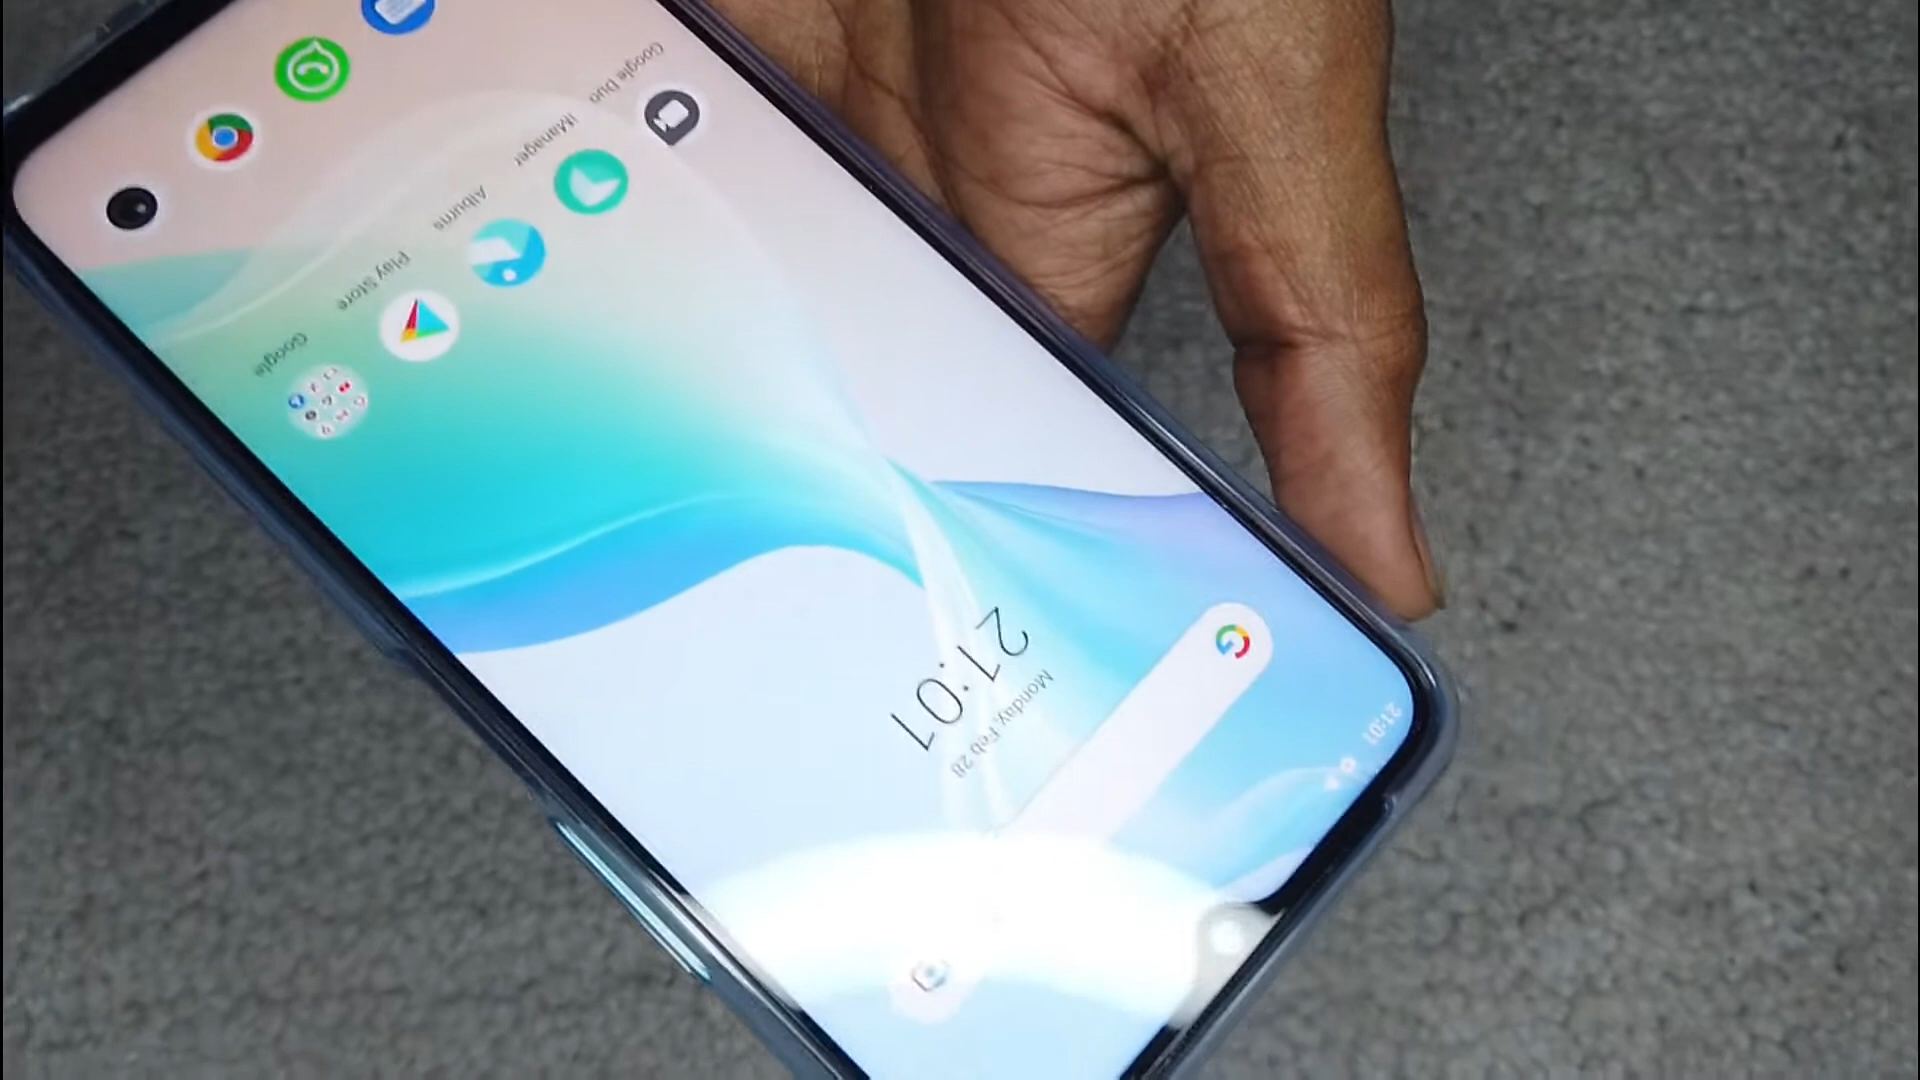 21:01
21:01
Monday, Feb 28
Google
Play Store
Albums
iManager
Google Duo